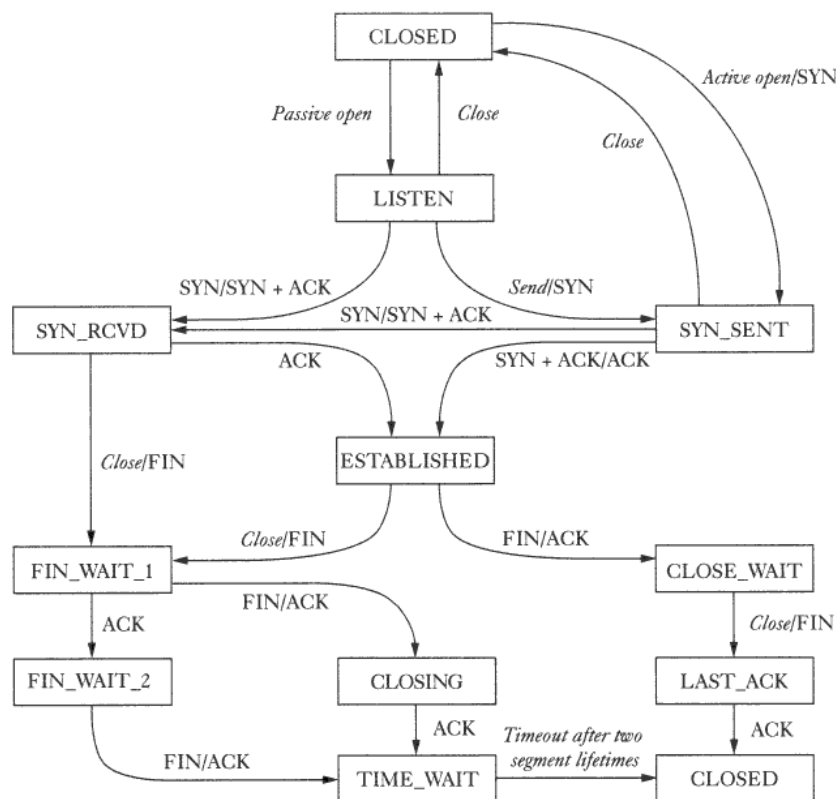 CLOSED
Active open/SYN
Passive open
Close
Close
LISTEN
SYN/SYN + ACK
Send/SYN
SYN/SYN + ACK
SYN_RCVD
SYN_SENT
ACK
SYN + ACK/ACK
ESTABLISHED
Close/FIN
Close/FIN
FIN/ACK
FIN_WAIT_1
CLOSE_WAIT
FIN/ACK
ACK
Close/FIN
FIN_WAIT_2
CLOSING
LAST_ACK
ACK
Timeout after two
segment lifetimes
ACK
FIN/ACK
TIME_WAIT
CLOSED